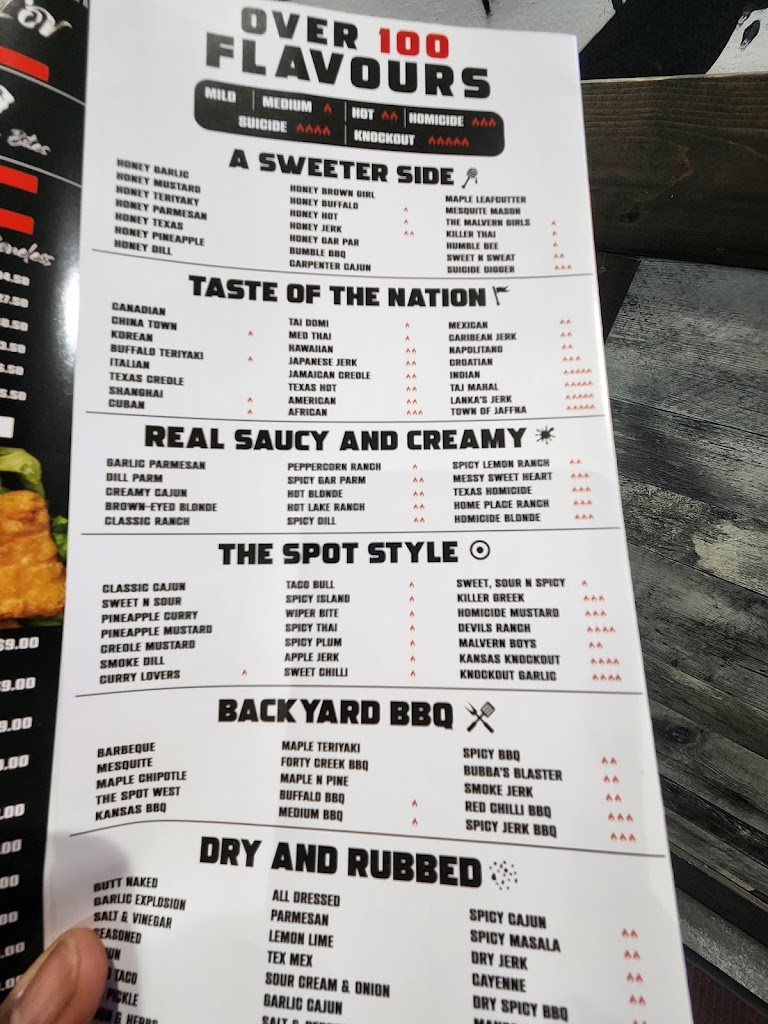 OVER 100
FLAVOURS
MILD MEDIUM HOT HOMICIDE
SUICIDE KNOCKOUT
A SWEETER SIDE
HONEY GARLIC
HONEY MUSTARD
HONEY TERIYAKY
HONEY PARMESAN
HONEY TEXAS
HONEY PINEAPPLE
HONEY DILL
HONEY BROWN GIRL
HONEY BUFFALO
HONEY HOT
HONEY JERK
HONEY GAR PAR
BUMBLE BBQ
CARPENTER CAJUN
MAPLE LEAFCUTTER
MESQUITE MASON
THE MALVERN GIRLS
KILLER THAI
HUMBLE BEE
SWEET N SWEAT
SUICIDE DIGGER
TASTE OF THE NATION
CANADIAN
CHINA TOWN
KOREAN
BUFFALO TERIYAKI
ITALIAN
TEXAS CREOLE
SHANGHAI
CUBAN
TAI DOMI
MED THAI
HAWAIIAN
JAPANESE JERK
JAMAICAN CREOLE
TEXAS HOT
AMERICAN
AFRICAN
MEXICAN
CARIBEAN JERK
NAPOLITANO
CROATIAN
INDIAN
TAJ MAHAL
LANKA'S JERK
TOWN OF JAFFNA
REAL SAUCY AND CREAMY
GARLIC PARMESAN
DILL PARM
CREAMY CAJUN
BROWN-EYED BLONDE
CLASSIC RANCH
PEPPERCORN RANCH
SPICY GAR PARM
HOT BLONDE
HOT LAKE RANCH
SPICY DILL
SPICY LEMON RANCH
MESSY SWEET HEART
TEXAS HOMICIDE
HOME PLACE RANCH
HOMICIDE BLONDE
THE SPOT STYLE
CLASSIC CAJUN
SWEET N SOUR
PINEAPPLE CURRY
PINEAPPLE MUSTARD
CREOLE MUSTARD
SMOKE DILL
CURRY LOVERS
TACO BULL
SPICY ISLAND
WIPER BITE
SPICY THAI
SPICY PLUM
APPLE JERK
SWEET CHILLI
SWEET, SOUR N SPICY
KILLER GREEK
HOMICIDE MUSTARD
DEVILS RANCH
MALVERN BOYS
KANSAS KNOCKOUT
KNOCKOUT GARLIC
BACKYARD BBQ
BARBEQUE
MESQUITE
MAPLE CHIPOTLE
THE SPOT WEST
KANSAS BBQ
MAPLE TERIYAKI
FORTY CREEK BBQ
MAPLE N PINE
BUFFALO BBQ
MEDIUM BBQ
SPICY BBQ
BUBBA'S BLASTER
SMOKE JERK
RED CHILLI BBQ
SPICY JERK BBQ
DRY AND RUBBED
BUTT NAKED
GARLIC EXPLOSION
SALT & VINEGAR
SEASONED
TACO
PICKLE
ALL DRESSED
PARMESAN
LEMON LIME
TEX MEX
SOUR CREAM & ONION
GARLIC CAJUN
SALT &
SPICY CAJUN
SPICY MASALA
DRY JERK
CAYENNE
DRY SPICY BBQ
Bites
$9.00